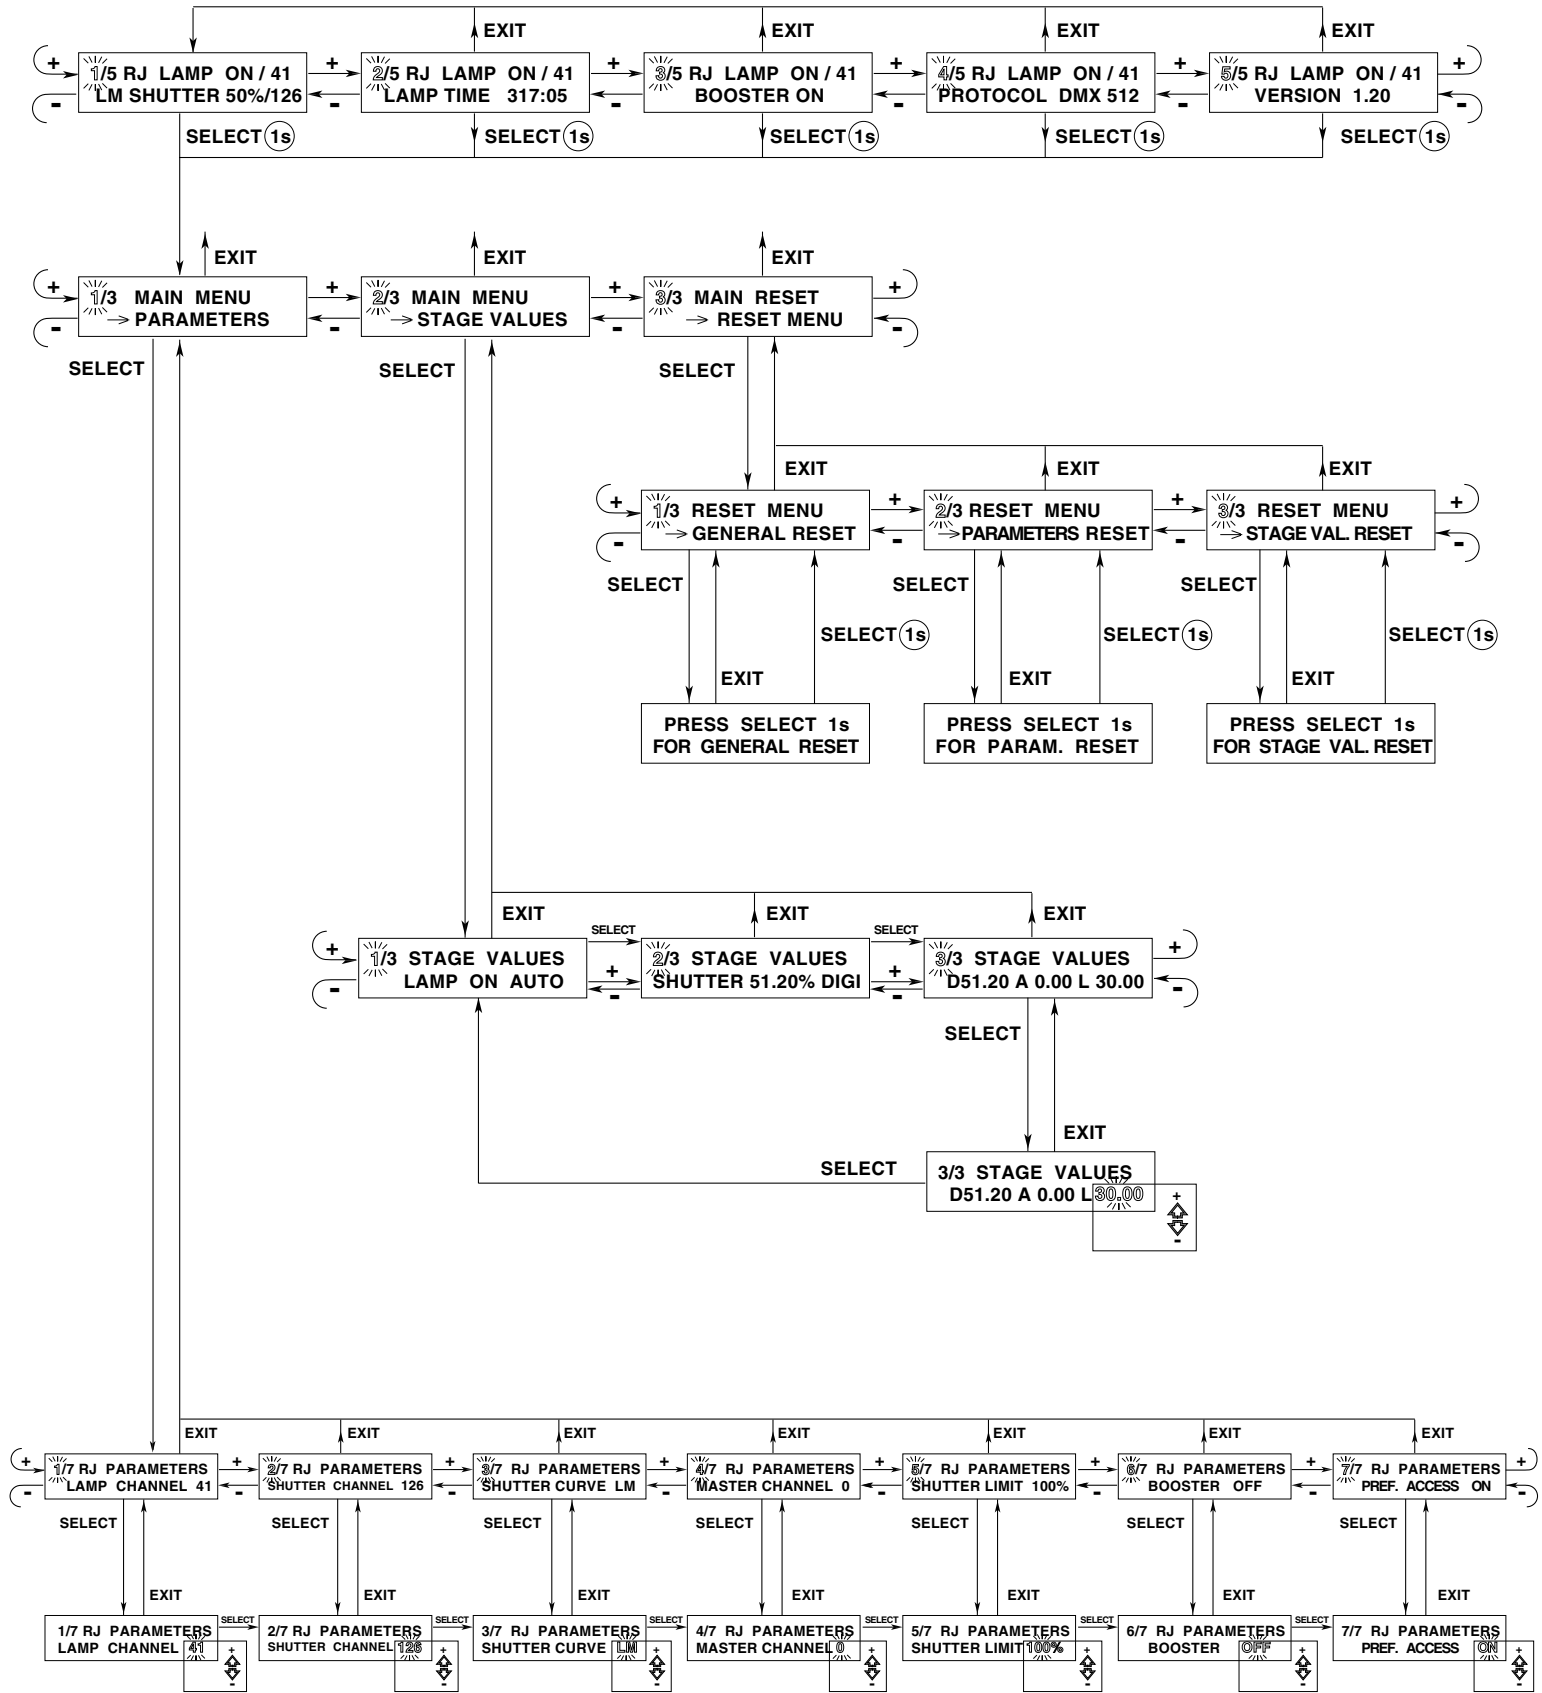 EXIT EXIT EXIT EXIT
+ 1/5 RJ LAMP ON / 41 + 2/5 RJ LAMP ON / 41 + 3/5 RJ LAMP ON / 41 + 4/5 RJ LAMP ON / 41 + 5/5 RJ LAMP ON / 41 +
- LM SHUTTER 50%/126 - LAMP TIME 317:05 - BOOSTER ON - PROTOCOL DMX 512 - VERSION 1.20 -
SELECT 1s SELECT 1s SELECT 1s SELECT 1s SELECT 1s
EXIT EXIT EXIT
+ 1/3 MAIN MENU + 2/3 MAIN MENU + 3/3 MAIN RESET +
- → PARAMETERS - → STAGE VALUES - → RESET MENU -
SELECT SELECT SELECT
EXIT EXIT EXIT
+ 1/3 RESET MENU + 2/3 RESET MENU + 3/3 RESET MENU +
- → GENERAL RESET - → PARAMETERS RESET - → STAGE VAL. RESET -
SELECT SELECT SELECT
SELECT 1s SELECT 1s SELECT 1s
EXIT EXIT EXIT
PRESS SELECT 1s PRESS SELECT 1s PRESS SELECT 1s
FOR GENERAL RESET FOR PARAM. RESET FOR STAGE VAL. RESET
EXIT EXIT EXIT
SELECT SELECT
+ 1/3 STAGE VALUES 2/3 STAGE VALUES 3/3 STAGE VALUES +
- LAMP ON AUTO + - SHUTTER 51.20% DIGI + - D51.20 A 0.00 L 30.00 -
SELECT
EXIT
SELECT 3/3 STAGE VALUES
D51.20 A 0.00 L 30.00 +
-
EXIT EXIT EXIT EXIT EXIT EXIT EXIT
+ 1/7 RJ PARAMETERS + 2/7 RJ PARAMETERS + 3/7 RJ PARAMETERS + 4/7 RJ PARAMETERS + 5/7 RJ PARAMETERS + 6/7 RJ PARAMETERS + 7/7 RJ PARAMETERS +
- LAMP CHANNEL 41 - SHUTTER CHANNEL 126 - SHUTTER CURVE LM - MASTER CHANNEL 0 - SHUTTER LIMIT 100% - BOOSTER OFF - PREF. ACCESS ON -
SELECT SELECT SELECT SELECT SELECT SELECT SELECT
EXIT EXIT EXIT EXIT EXIT EXIT EXIT
SELECT SELECT SELECT SELECT SELECT SELECT
1/7 RJ PARAMETERS 2/7 RJ PARAMETERS 3/7 RJ PARAMETERS 4/7 RJ PARAMETERS 5/7 RJ PARAMETERS 6/7 RJ PARAMETERS 7/7 RJ PARAMETERS
LAMP CHANNEL 41 + SHUTTER CHANNEL 126 + SHUTTER CURVE LM + MASTER CHANNEL 0 + SHUTTER LIMIT 100% + BOOSTER OFF + PREF. ACCESS ON +
- - - - - - -